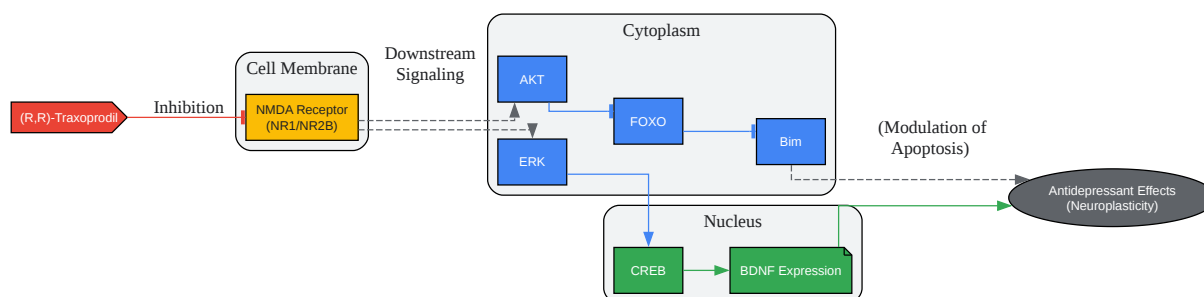 (R,R)-Traxoprodil
Inhibition
Cell Membrane
NMDA Receptor
(NR1/NR2B)
Downstream
Signaling
Cytoplasm
AKT
ERK
FOXO
Bim
(Modulation of
Apoptosis)
Nucleus
CREB
BDNF Expression
Antidepressant Effects
(Neuroplasticity)